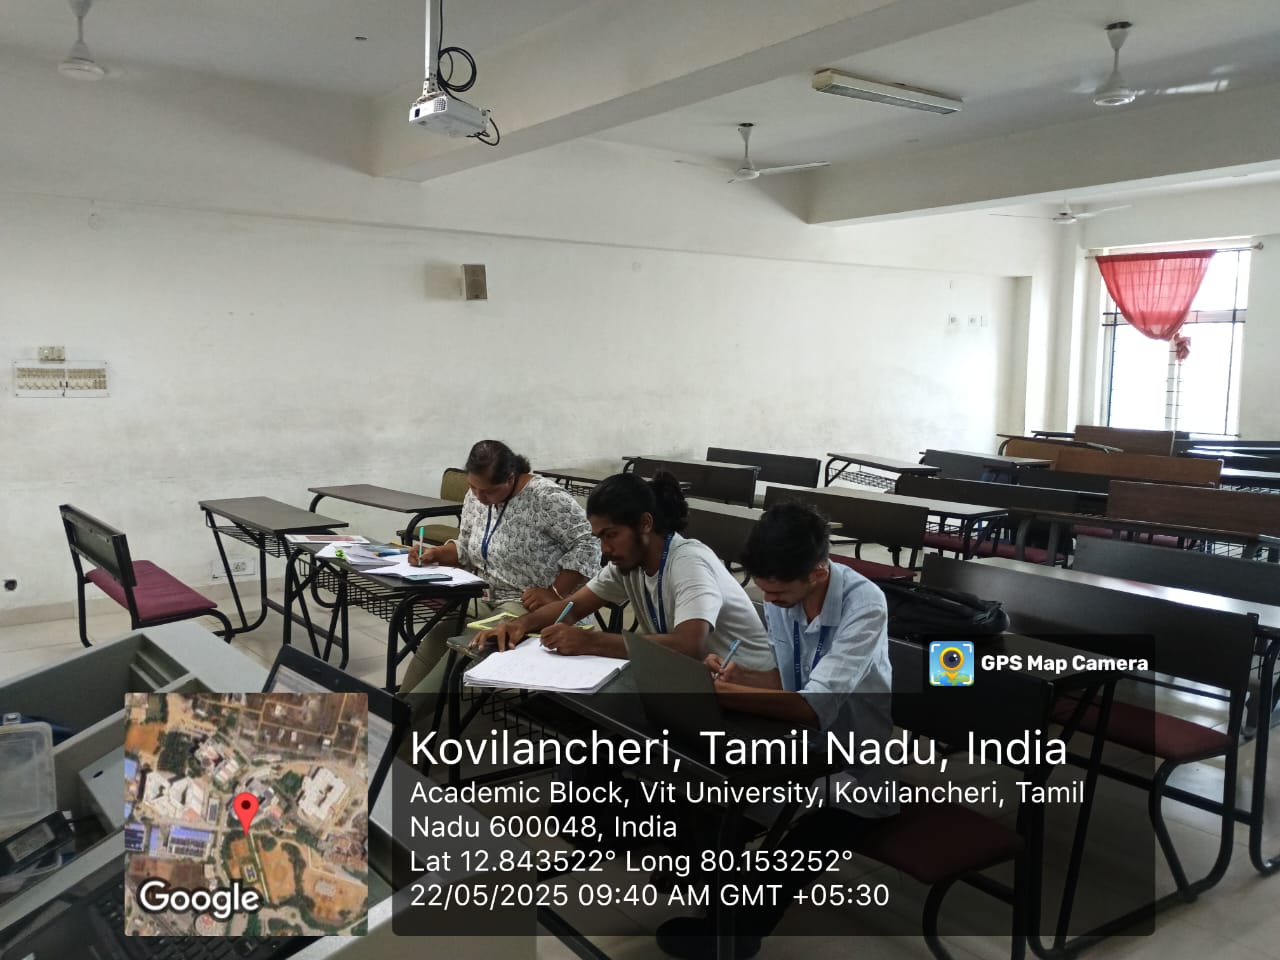 GPS Map Camera
Kovilancheri, Tamil Nadu, India
Academic Block, Vit University, Kovilancheri, Tamil
Nadu 600048, India
Lat 12.843522° Long 80.153252°
22/05/2025 09:40 AM GMT +05:30
Google